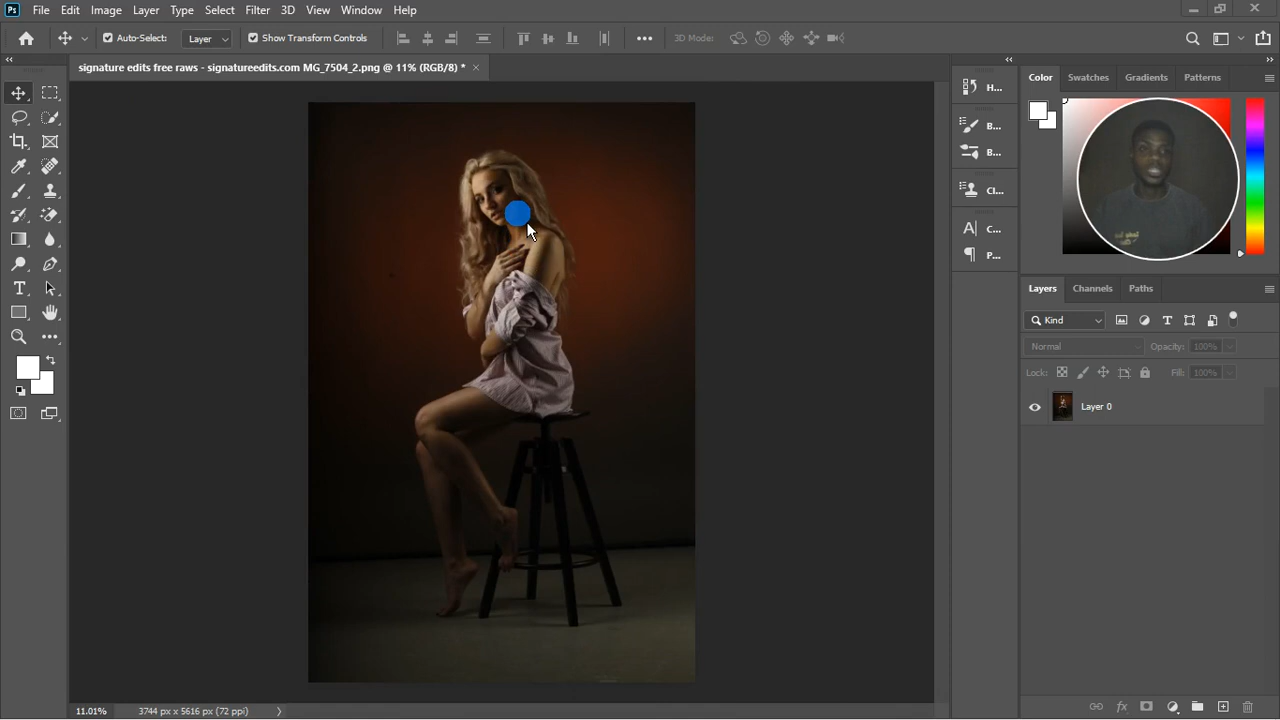 Ps File Edit Image Layer Type Select Filter 3D View Window Help
Auto-Select: Layer Show Transform Controls 3D Mode:
signature edits free raws - signatureedits.com MG_7504_2.png @ 11% (RGB/8) * ×
Color Swatches Gradients Patterns
H...
B...
B...
Cl...
C...
P...
Layers Channels Paths
Kind
Normal Opacity: 100%
Lock: Fill: 100%
Layer 0
11.01% 3744 px x 5616 px (72 ppi)